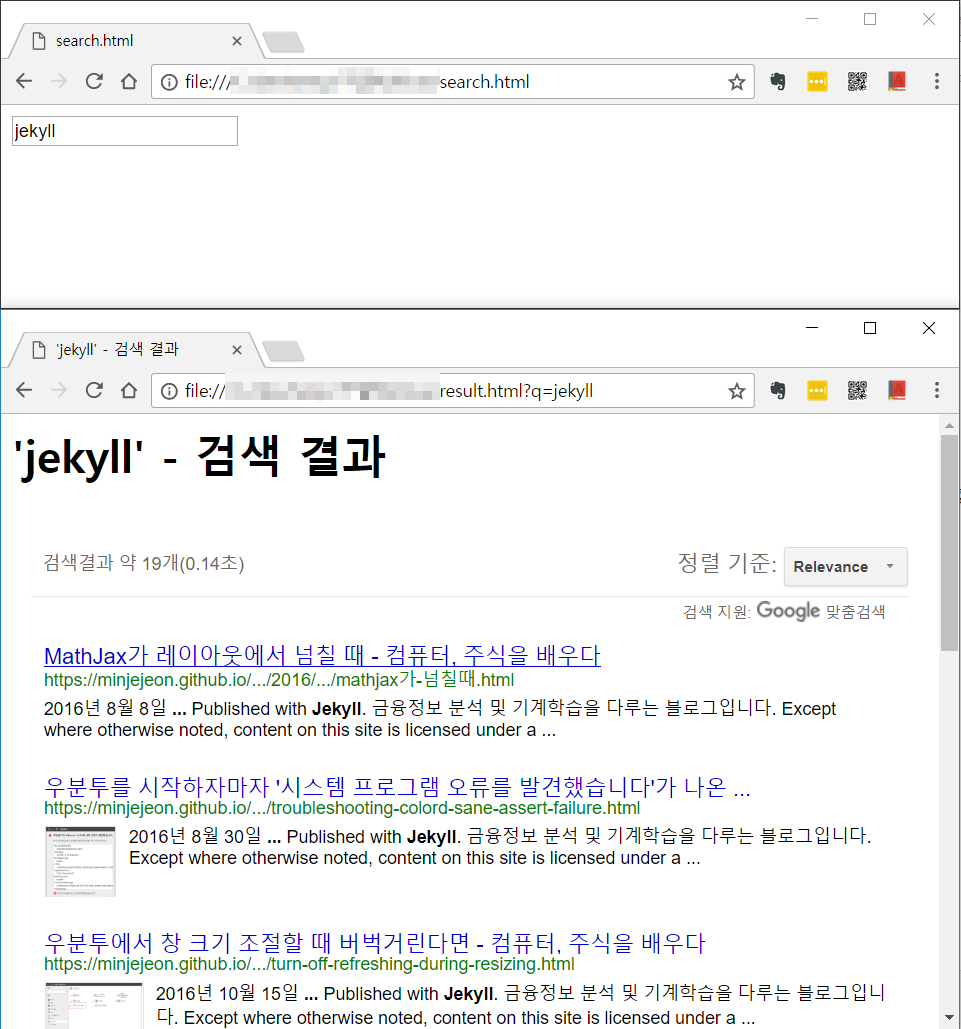 search.html
file:///
search.html
jekyll
'jekyll' - 검색 결과
file://
result.html?q=jekyll
'jekyll' - 검색 결과
검색결과 약 19개(0.14초)
정렬 기준: Relevance
검색 지원: Google 맞춤검색
MathJax가 레이아웃에서 넘칠 때 - 컴퓨터, 주식을 배우다
https://minjejeon.github.io/.../2016/.../mathjax가-넘칠때.html
2016년 8월 8일 ... Published with Jekyll. 금융정보 분석 및 기계학습을 다루는 블로그입니다. Except
where otherwise noted, content on this site is licensed under a ...
우분투를 시작하자마자 '시스템 프로그램 오류를 발견했습니다'가 나온 ...
https://minjejeon.github.io/.../troubleshooting-colord-sane-assert-failure.html
2016년 8월 30일 ... Published with Jekyll. 금융정보 분석 및 기계학습을 다루는 블로그입니다.
Except where otherwise noted, content on this site is licensed under a ...
우분투에서 창 크기 조절할 때 버벅거린다면 - 컴퓨터, 주식을 배우다
https://minjejeon.github.io/.../turn-off-refreshing-during-resizing.html
2016년 10월 15일 ... Published with Jekyll. 금융정보 분석 및 기계학습을 다루는 블로그입니
다. Except where otherwise noted, content on this site is licensed under a ...